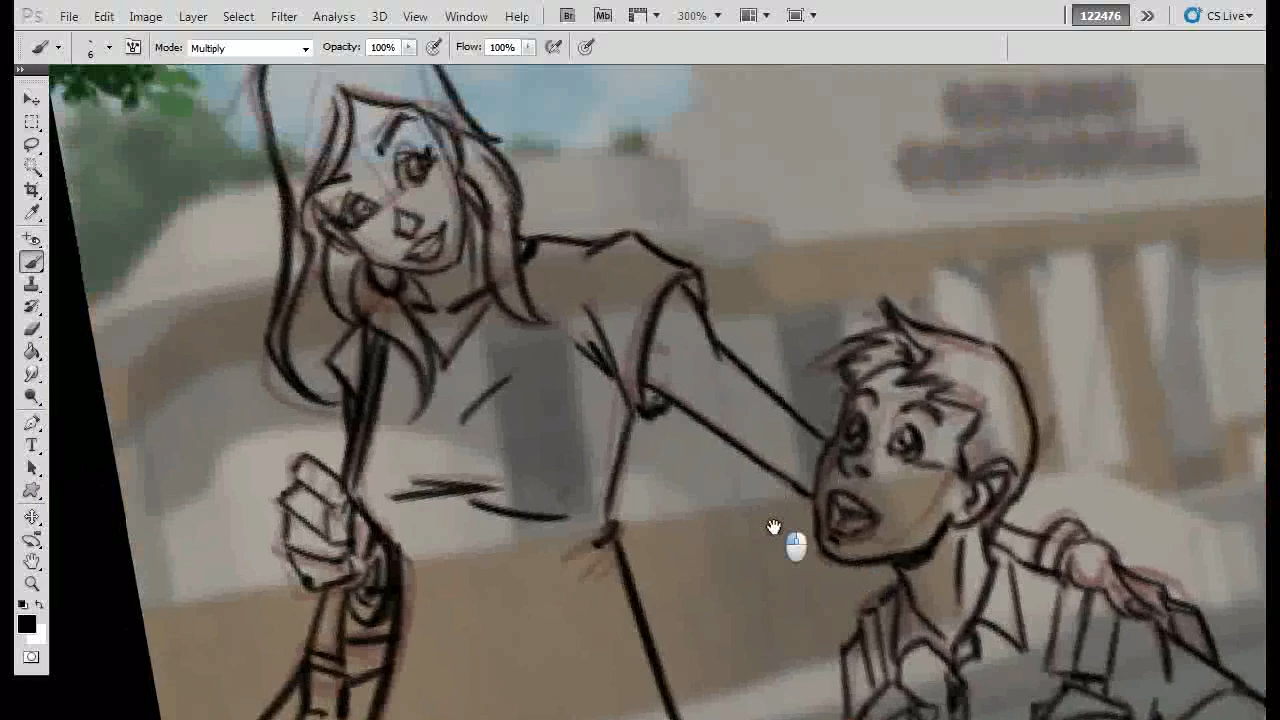 Ps File Edit Image Layer Select Filter Analysis 3D View Window Help Br Mb 300% 122476 CS Live
6 Mode: Multiply Opacity: 100% Flow: 100%
T